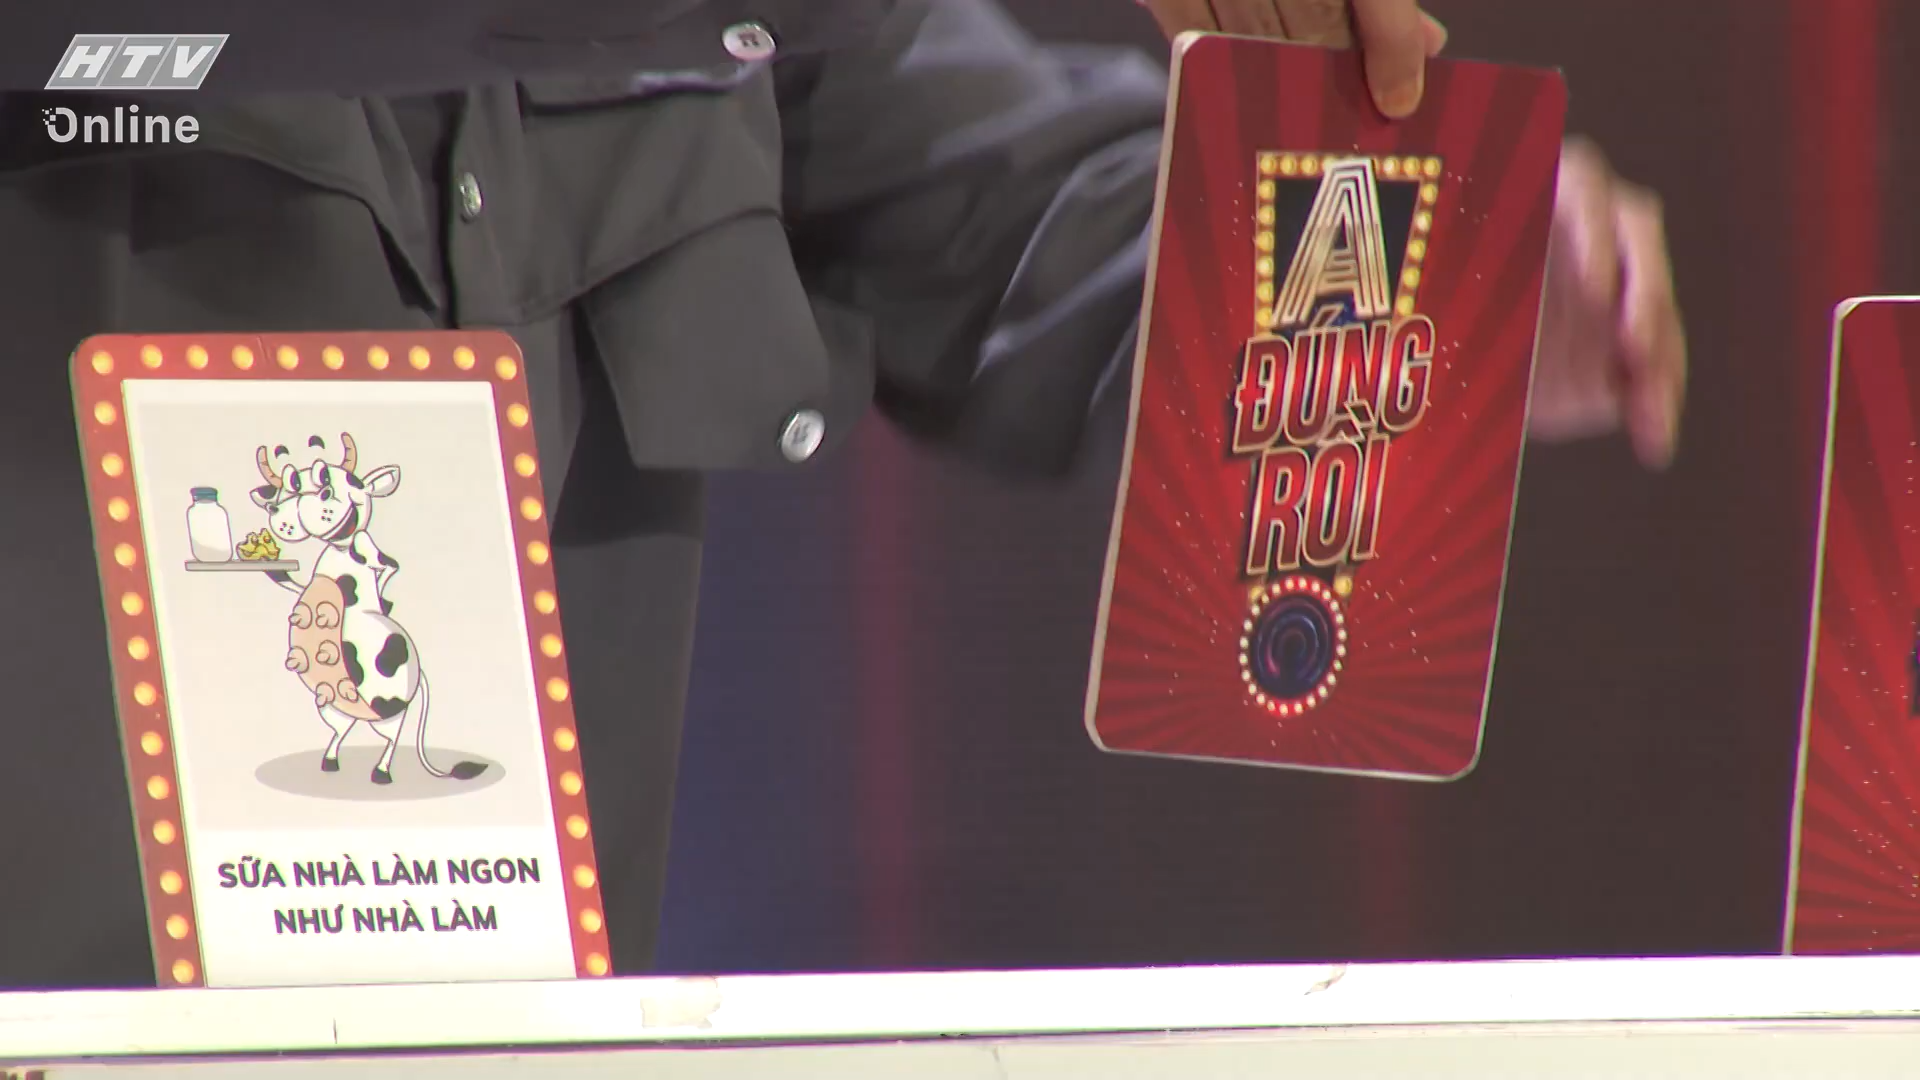 HTV
Online
A
ĐÚNG
RỒI
SỮA NHÀ LÀM NGON
NHƯ NHÀ LÀM